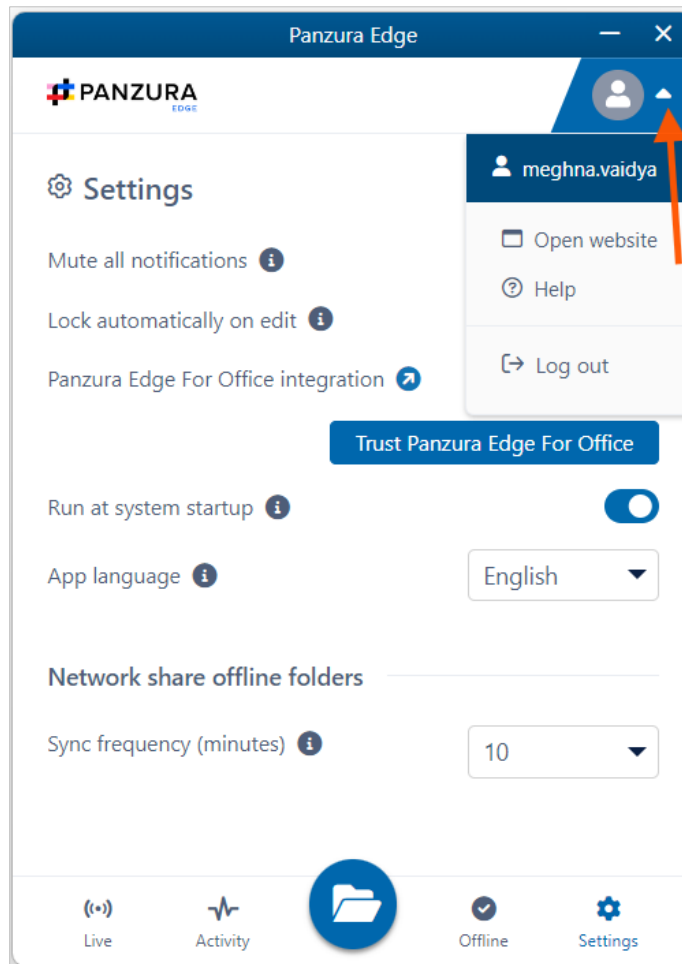 Panzura Edge
PANZURA
EDGE
meghna.vaidya
Settings
Open website
Mute all notifications
Help
Lock automatically on edit
Log out
Panzura Edge For Office integration
Trust Panzura Edge For Office
Run at system startup
App language
English
Network share offline folders
Sync frequency (minutes)
10
Live
Activity
Offline
Settings